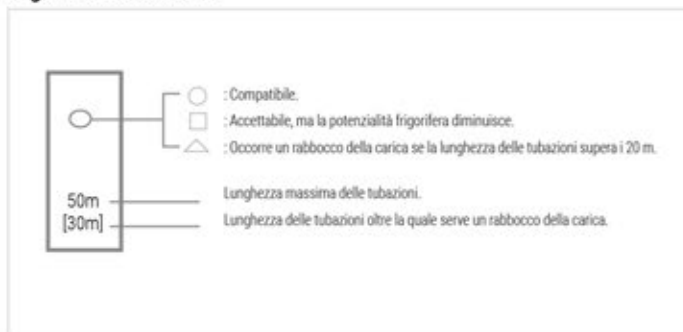 : Compatibile.
: Accettabile, ma la potenzialità frigorifera diminuisce.
: Occorre un rabbocco della carica se la lunghezza delle tubazioni supera i 20 m.
50m
Lunghezza massima delle tubazioni.
[30m]
Lunghezza delle tubazioni oltre la quale serve un rabbocco della carica.